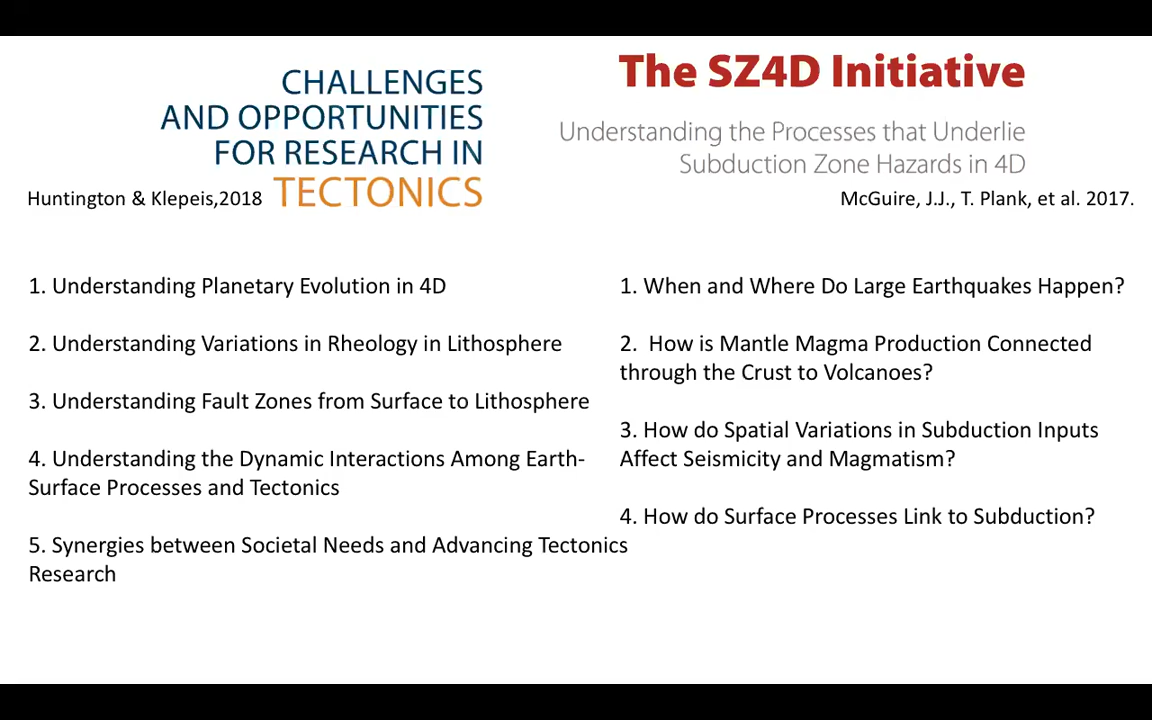 CHALLENGES
AND OPPORTUNITIES
FOR RESEARCH IN
TECTONICS
Huntington & Klepeis,2018
1. Understanding Planetary Evolution in 4D
2. Understanding Variations in Rheology in Lithosphere
3. Understanding Fault Zones from Surface to Lithosphere
4. Understanding the Dynamic Interactions Among Earth-
Surface Processes and Tectonics
5. Synergies between Societal Needs and Advancing Tectonics
Research
The SZ4D Initiative
Understanding the Processes that Underlie
Subduction Zone Hazards in 4D
McGuire, J.J., T. Plank, et al. 2017.
1. When and Where Do Large Earthquakes Happen?
2.  How is Mantle Magma Production Connected
through the Crust to Volcanoes?
3. How do Spatial Variations in Subduction Inputs
Affect Seismicity and Magmatism?
4. How do Surface Processes Link to Subduction?